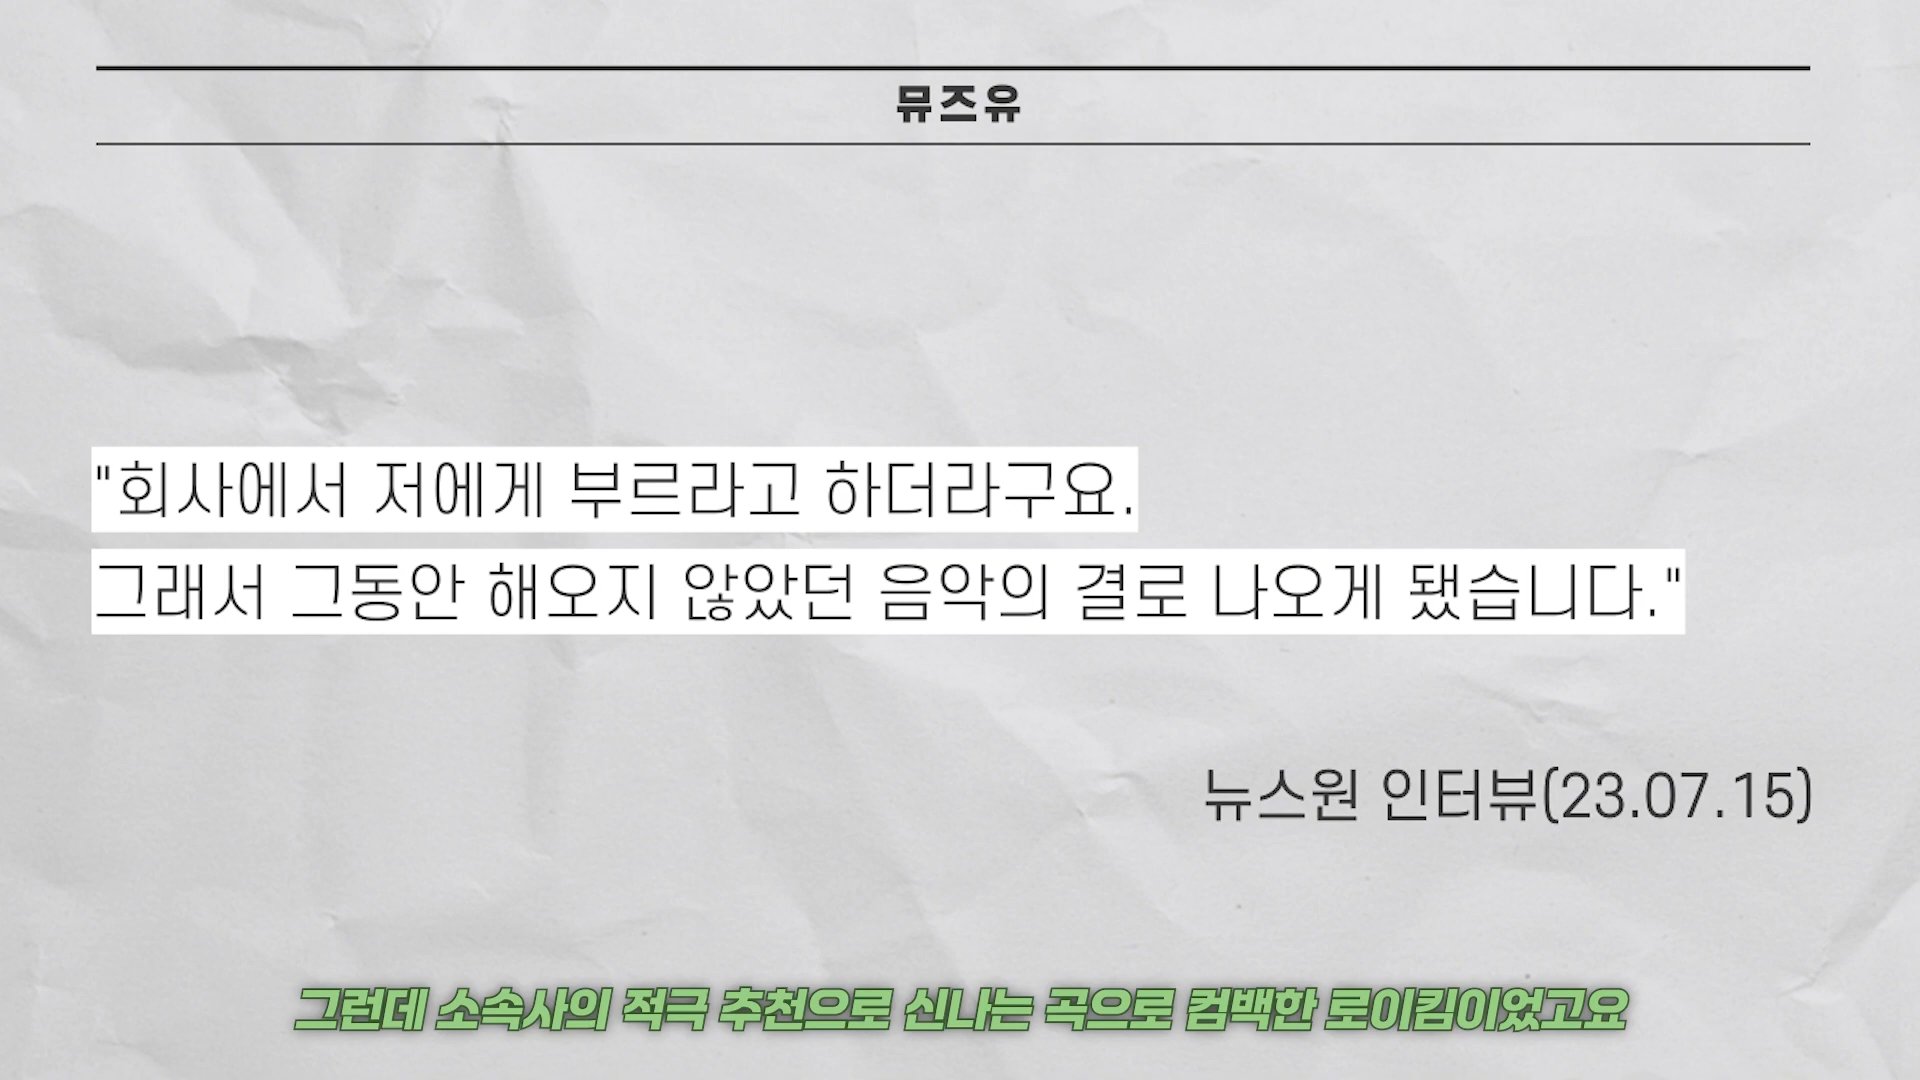 뮤즈유
"회사에서 저에게 부르라고 하더라구요.
그래서 그동안 해오지 않았던 음악의 결로 나오게 됐습니다."
뉴스원 인터뷰(23.07.15)
그런데 소속사의 적극 추천으로 신나는 곡으로 컴백한 로이킴이었고요